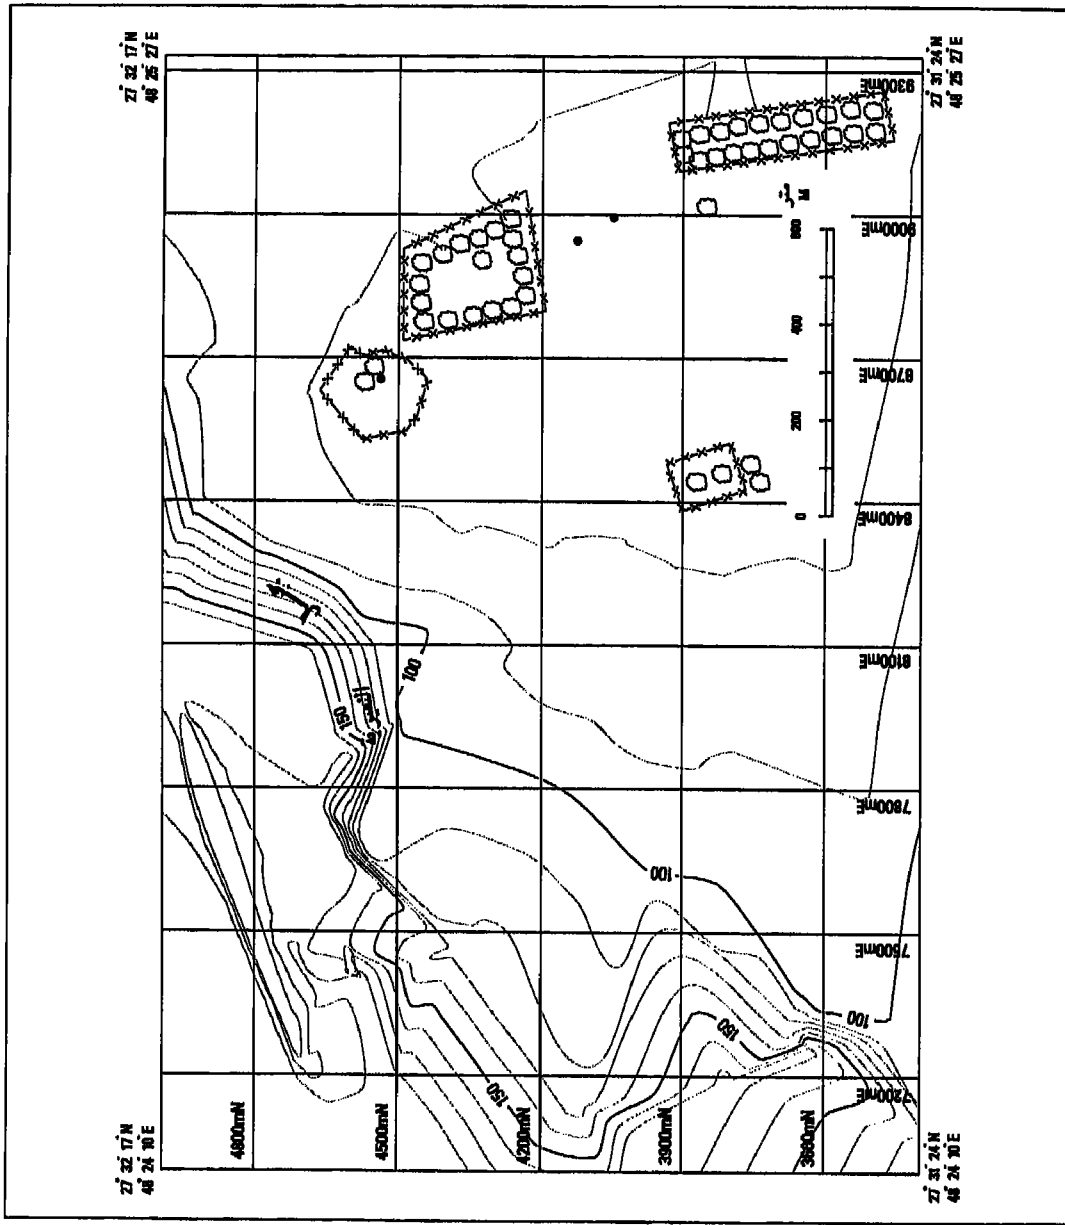 27° 32' 17" N
48° 24' 10" E
27° 32' 17" N
48° 25' 27" E
4800mN
4500mN
4200mN
3900mN
3600mN
150
100
150
100
150
100
0 200 400 600 M
7200mE
7500mE
7800mE
8100mE
8400mE
8700mE
9000mE
9300mE
27° 31' 24" N
48° 24' 10" E
27° 31' 24" N
48° 25' 27" E